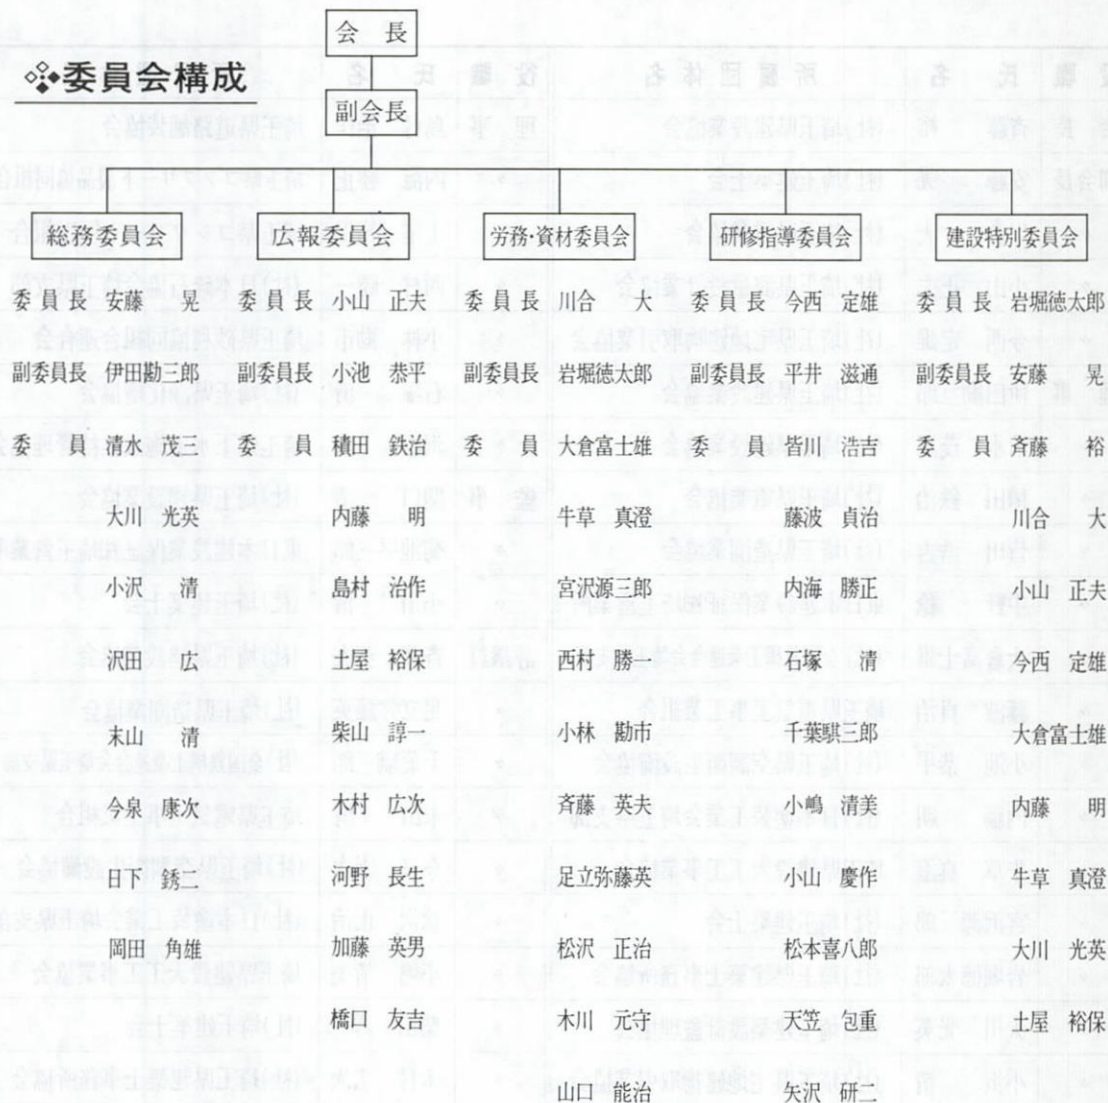 会　長
委員会構成
副会長
総務委員会
委員長　安藤　晃
副委員長　伊田勘三郎
委員　清水　茂三
大川　光英
小沢　清
沢田　広
末山　清
今泉　康次
日下　銹二
岡田　角雄
広報委員会
委員長　小山　正夫
副委員長　小池　恭平
委員　積田　鉄治
内藤　明
島村　治作
土屋　裕保
柴山　諄一
木村　広次
河野　長生
加藤　英男
橋口　友吉
労務・資材委員会
委員長　川合　大
副委員長　岩堀徳太郎
委員　大倉富士雄
牛草　真澄
宮沢源三郎
西村　勝一
小林　勘市
斉藤　英夫
足立弥藤英
松沢　正治
木川　元守
山口　能治
研修指導委員会
委員長　今西　定雄
副委員長　平井　滋通
委員　皆川　浩吉
藤波　貞治
内海　勝正
石塚　清
千葉騏三郎
小嶋　清美
小山　慶作
松本喜八郎
天笠　包重
矢沢　研二
建設特別委員会
委員長　岩堀徳太郎
副委員長　安藤　晃
委員　斉藤　裕
川合　大
小山　正夫
今西　定雄
大倉富士雄
内藤　明
牛草　真澄
大川　光英
土屋　裕保